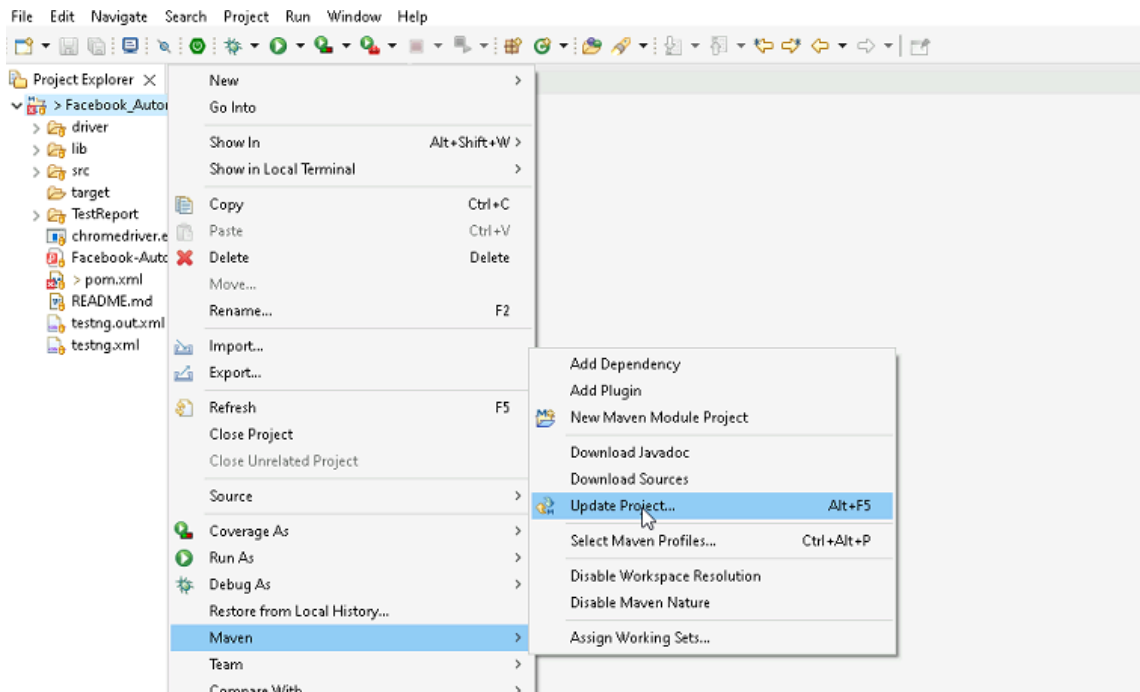 File Edit Navigate Search Project Run Window Help
Project Explorer
> Facebook_Autor
driver
lib
src
target
TestReport
chromedriver.e
Facebook-Auto
> pom.xml
README.md
testng.out.xml
testng.xml
New
Go Into
Show In Alt+Shift+W
Show in Local Terminal
Copy Ctrl+C
Paste Ctrl+V
Delete Delete
Move...
Rename... F2
Import...
Export...
Refresh F5
Close Project
Close Unrelated Project
Source
Coverage As
Run As
Debug As
Restore from Local History...
Maven
Team
Compare With
Add Dependency
Add Plugin
New Maven Module Project
Download Javadoc
Download Sources
Update Project... Alt+F5
Select Maven Profiles... Ctrl+Alt+P
Disable Workspace Resolution
Disable Maven Nature
Assign Working Sets...